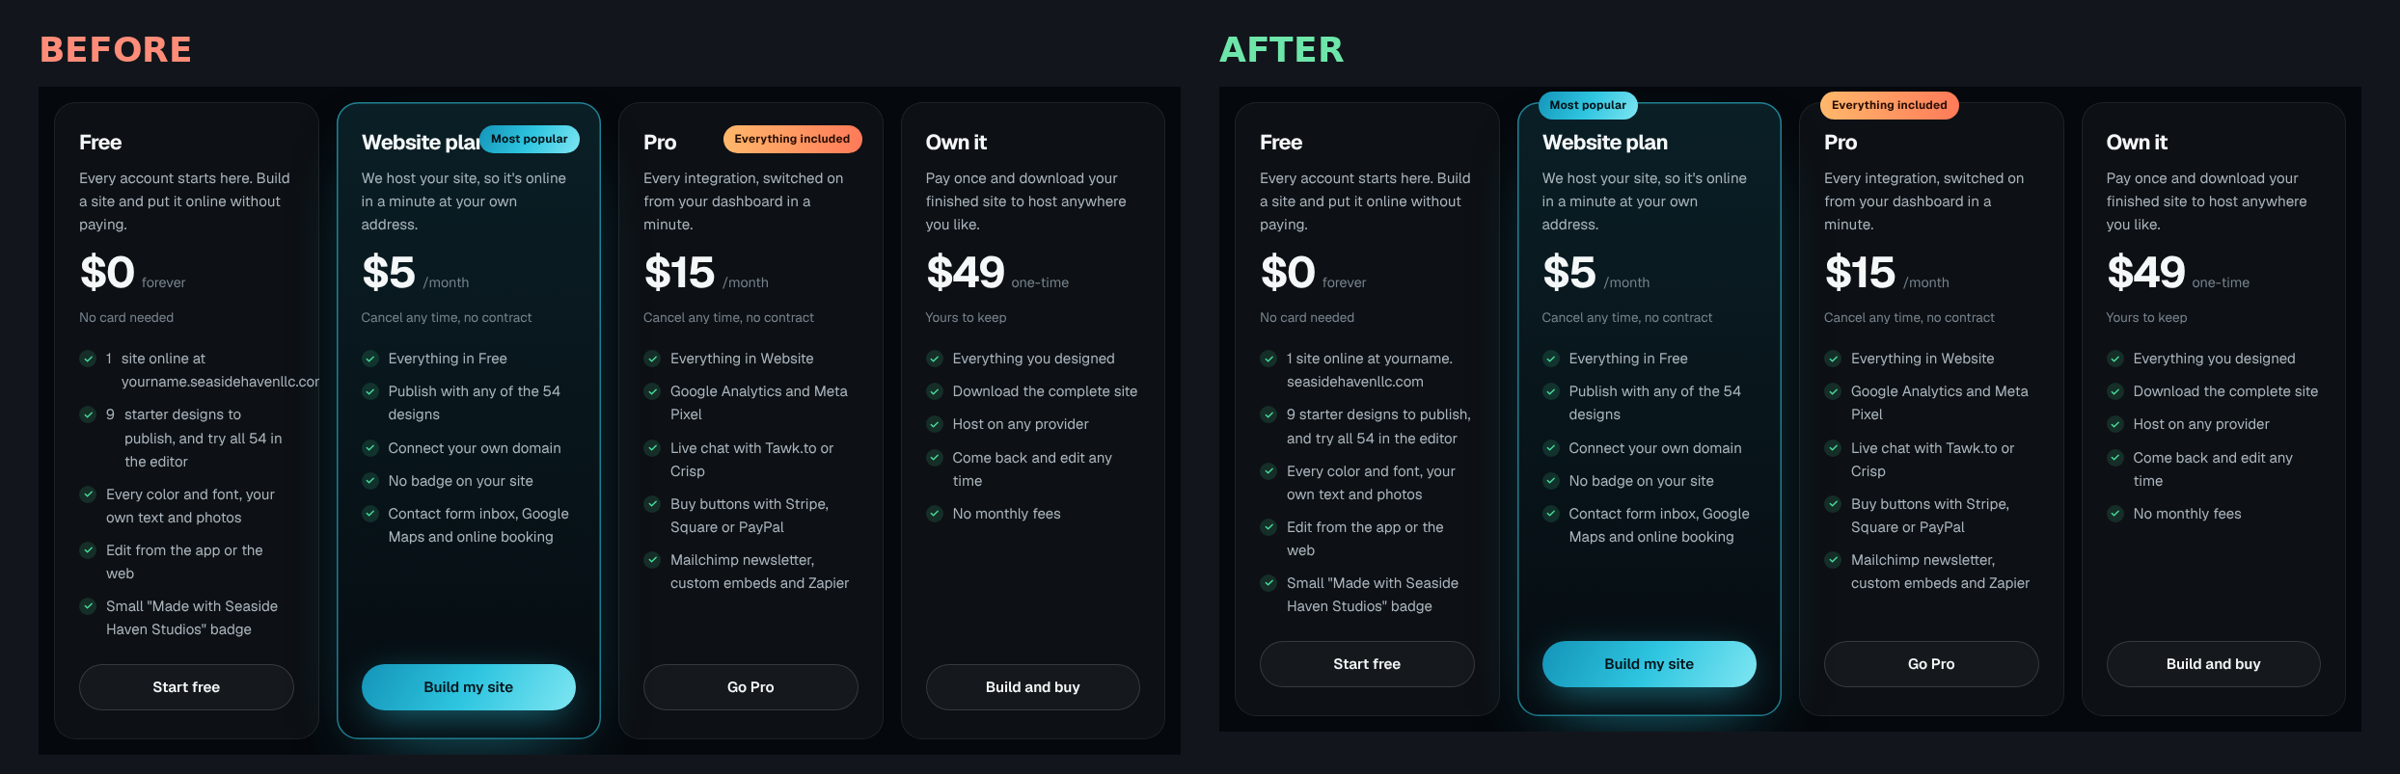 BEFORE
Free
Every account starts here. Build
a site and put it online without
paying.
$0 forever
No card needed
1 site online at
yourname.seasidehavenllc.cor
9 starter designs to
publish, and try all 54 in
the editor
Every color and font, your
own text and photos
Edit from the app or the
web
Small "Made with Seaside
Haven Studios" badge
Start free
Website plan
Most popular
We host your site, so it's online
in a minute at your own
address.
$5 /month
Cancel any time, no contract
Everything in Free
Publish with any of the 54
designs
Connect your own domain
No badge on your site
Contact form inbox, Google
Maps and online booking
Build my site
Pro
Everything included
Every integration, switched on
from your dashboard in a
minute.
$15 /month
Cancel any time, no contract
Everything in Website
Google Analytics and Meta
Pixel
Live chat with Tawk.to or
Crisp
Buy buttons with Stripe,
Square or PayPal
Mailchimp newsletter,
custom embeds and Zapier
Go Pro
Own it
Pay once and download your
finished site to host anywhere
you like.
$49 one-time
Yours to keep
Everything you designed
Download the complete site
Host on any provider
Come back and edit any
time
No monthly fees
Build and buy
AFTER
Free
Every account starts here. Build
a site and put it online without
paying.
$0 forever
No card needed
1 site online at yourname.
seasidehavenllc.com
9 starter designs to publish,
and try all 54 in the editor
Every color and font, your
own text and photos
Edit from the app or the
web
Small "Made with Seaside
Haven Studios" badge
Start free
Most popular
Website plan
We host your site, so it's online
in a minute at your own
address.
$5 /month
Cancel any time, no contract
Everything in Free
Publish with any of the 54
designs
Connect your own domain
No badge on your site
Contact form inbox, Google
Maps and online booking
Build my site
Everything included
Pro
Every integration, switched on
from your dashboard in a
minute.
$15 /month
Cancel any time, no contract
Everything in Website
Google Analytics and Meta
Pixel
Live chat with Tawk.to or
Crisp
Buy buttons with Stripe,
Square or PayPal
Mailchimp newsletter,
custom embeds and Zapier
Go Pro
Own it
Pay once and download your
finished site to host anywhere
you like.
$49 one-time
Yours to keep
Everything you designed
Download the complete site
Host on any provider
Come back and edit any
time
No monthly fees
Build and buy